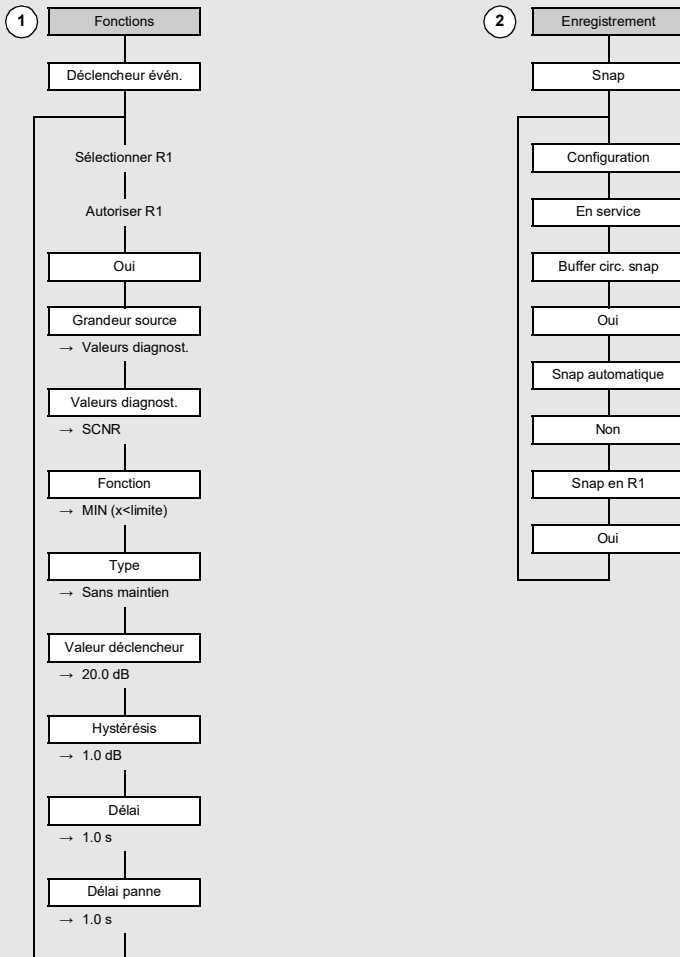 1
Fonctions
Déclencheur évén.
Sélectionner R1
Autoriser R1
Oui
Grandeur source
→ Valeurs diagnost.
Valeurs diagnost.
→ SCNR
Fonction
→ MIN (x<limite)
Type
→ Sans maintien
Valeur déclencheur
→ 20.0 dB
Hystérésis
→ 1.0 dB
Délai
→ 1.0 s
Délai panne
→ 1.0 s
2
Enregistrement
Snap
Configuration
En service
Buffer circ. snap
Oui
Snap automatique
Non
Snap en R1
Oui